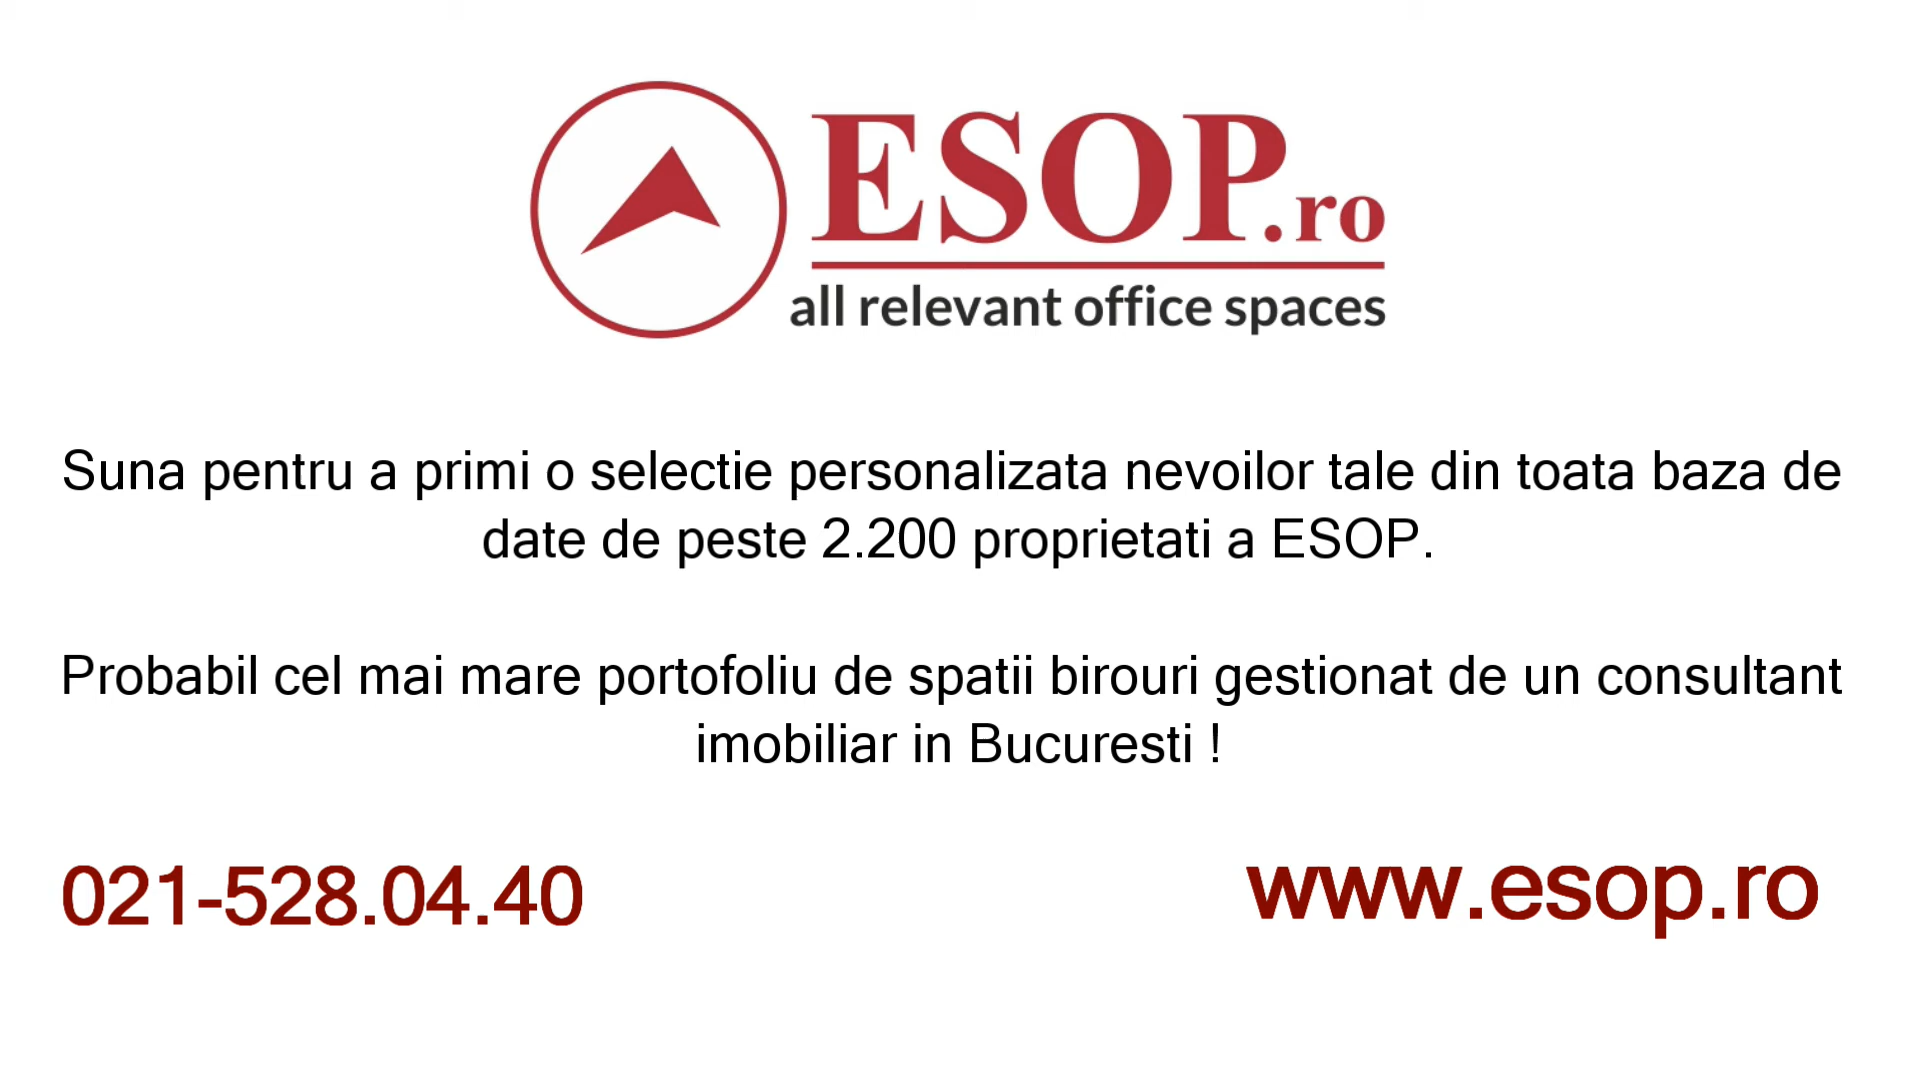 ESOP.ro
all relevant office spaces
Suna pentru a primi o selectie personalizata nevoilor tale din toata baza de
date de peste 2.200 proprietati a ESOP.
Probabil cel mai mare portofoliu de spatii birouri gestionat de un consultant
imobiliar in Bucuresti !
021-528.04.40
www.esop.ro